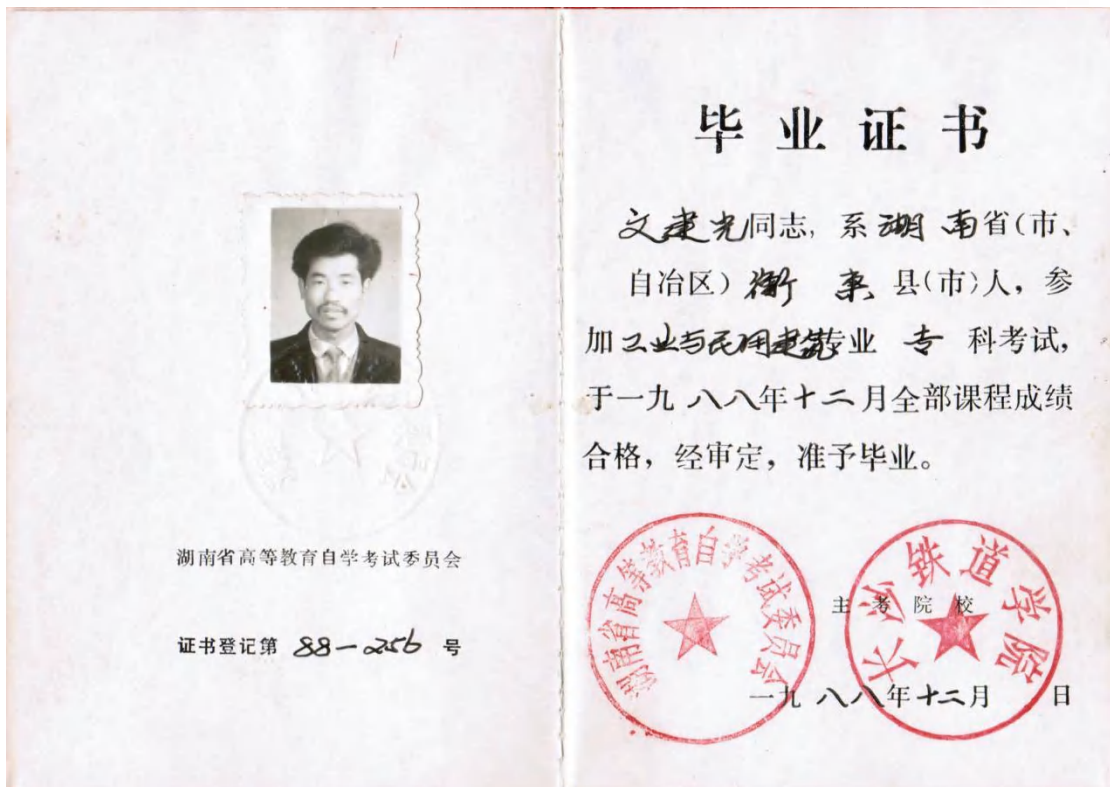 湖南省高等教育自学考试委员会
证书登记第 88-256 号
毕业证书
文建光同志，系湖南省(市、
自治区)衡东县(市)人，参
加工业与民用建筑专业专科考试，
于一九八八年十二月全部课程成绩
合格，经审定，准予毕业。
湖南省高等教育自学考试委员会
长沙铁道学院
主考院校
一九八八年十二月 日